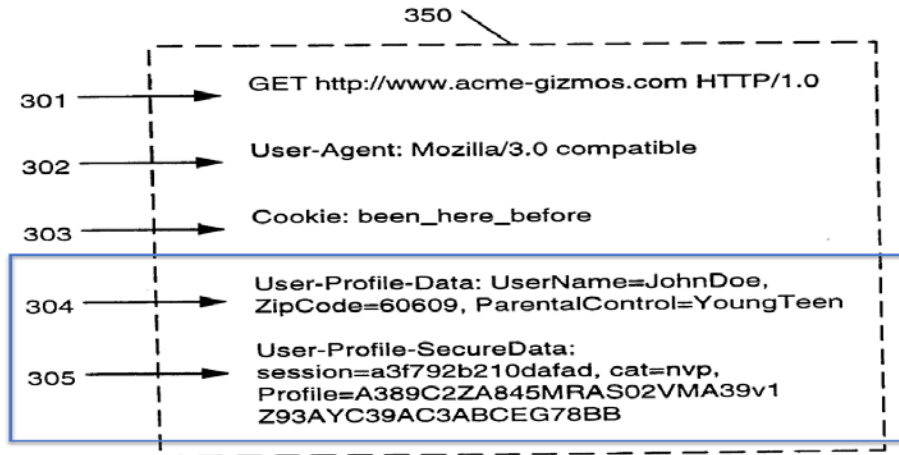 350
301 GET http://www.acme-gizmos.com HTTP/1.0
302 User-Agent: Mozilla/3.0 compatible
303 Cookie: been_here_before
User-Profile-Data: UserName=JohnDoe,
304 ZipCode=60609, ParentalControl=YoungTeen
User-Profile-SecureData:
305 session=a3f792b210dafad, cat=nvp,
Profile=A389C2ZA845MRAS02VMA39v1
Z93AYC39AC3ABCEG78BB